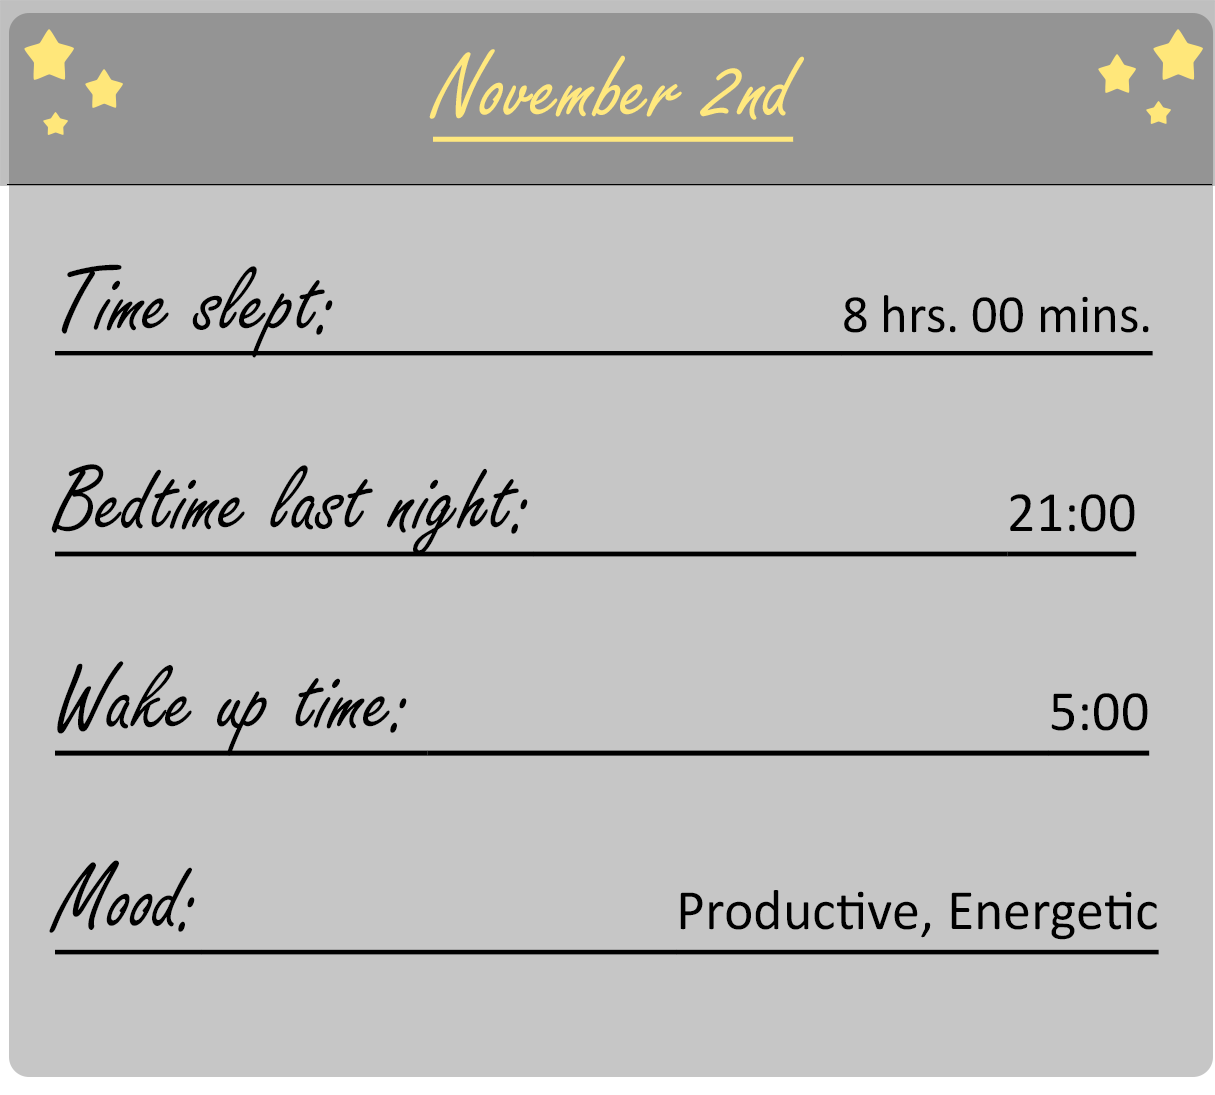 November 2nd
Time slept: 8 hrs. 00 mins.
Bedtime last night: 21:00
Wake up time: 5:00
Mood: Productive, Energetic